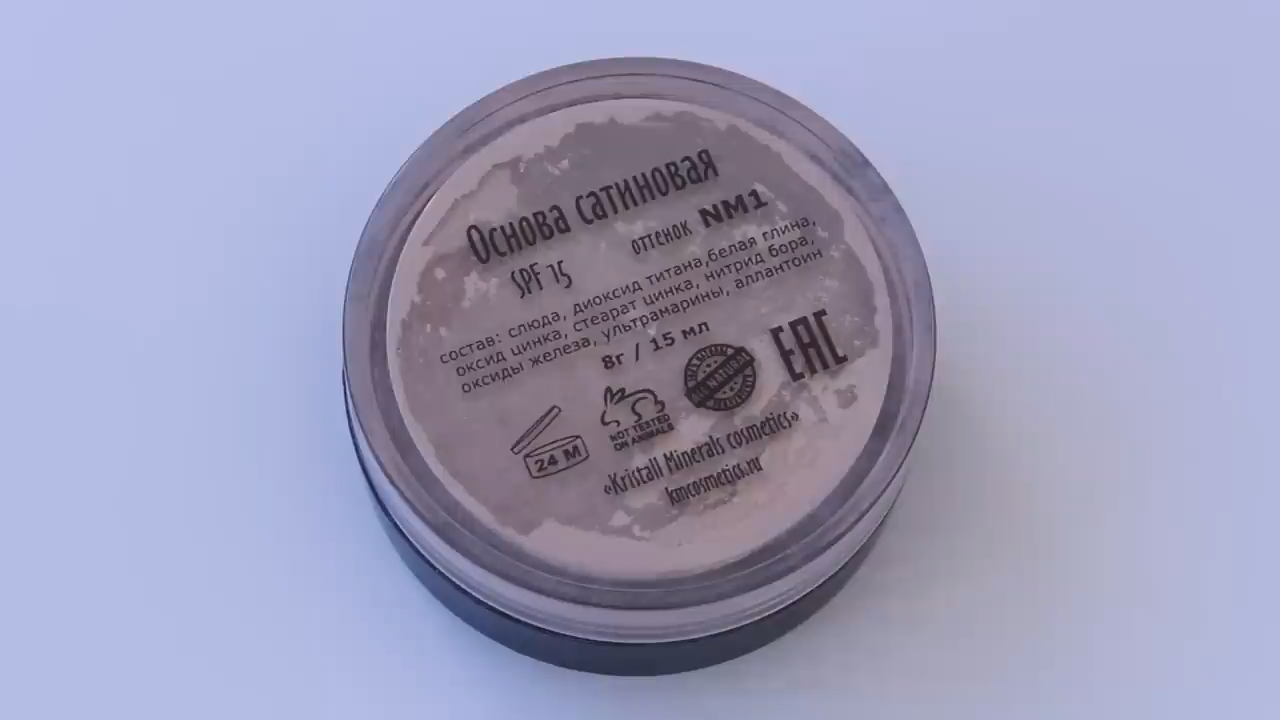 Основа сатиновая
SPF 15 оттенок NM1
состав: слюда, диоксид титана,белая глина,
оксид цинка, стеарат цинка, нитрид бора,
оксиды железа, ультрамарины, аллантоин
8г / 15 мл
24 M
NOT TESTED
ON ANIMALS
NATURAL
EAC
«Kristall Minerals cosmetics»
kmcosmetics.ru